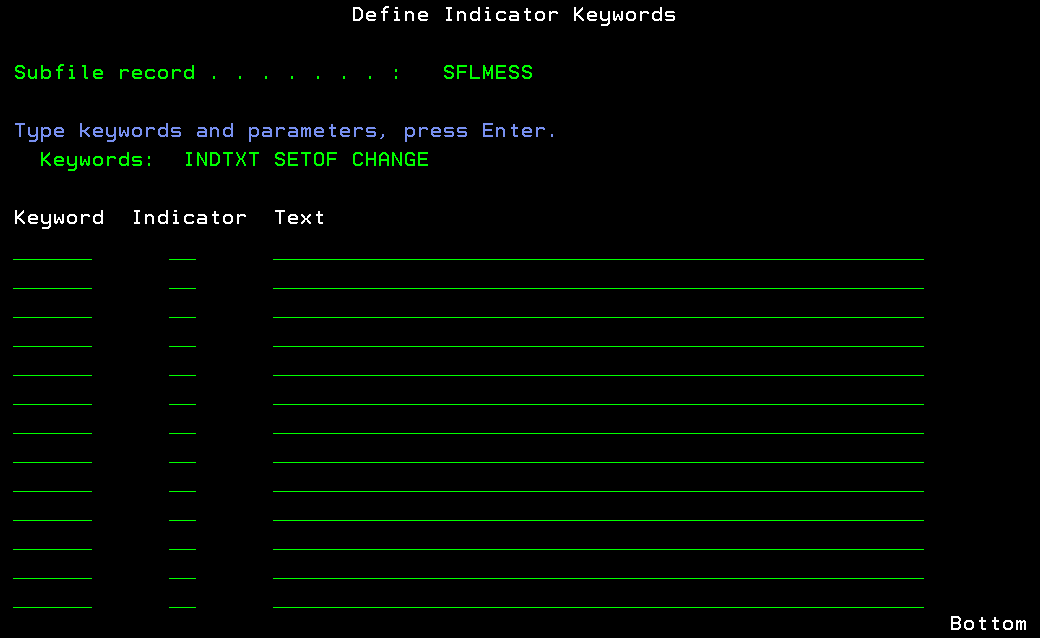 Define Indicator Keywords
Subfile record . . . . . . . :   SFLMESS
Type keywords and parameters, press Enter.
Keywords:  INDTXT SETOF CHANGE
Keyword  Indicator  Text
Bottom